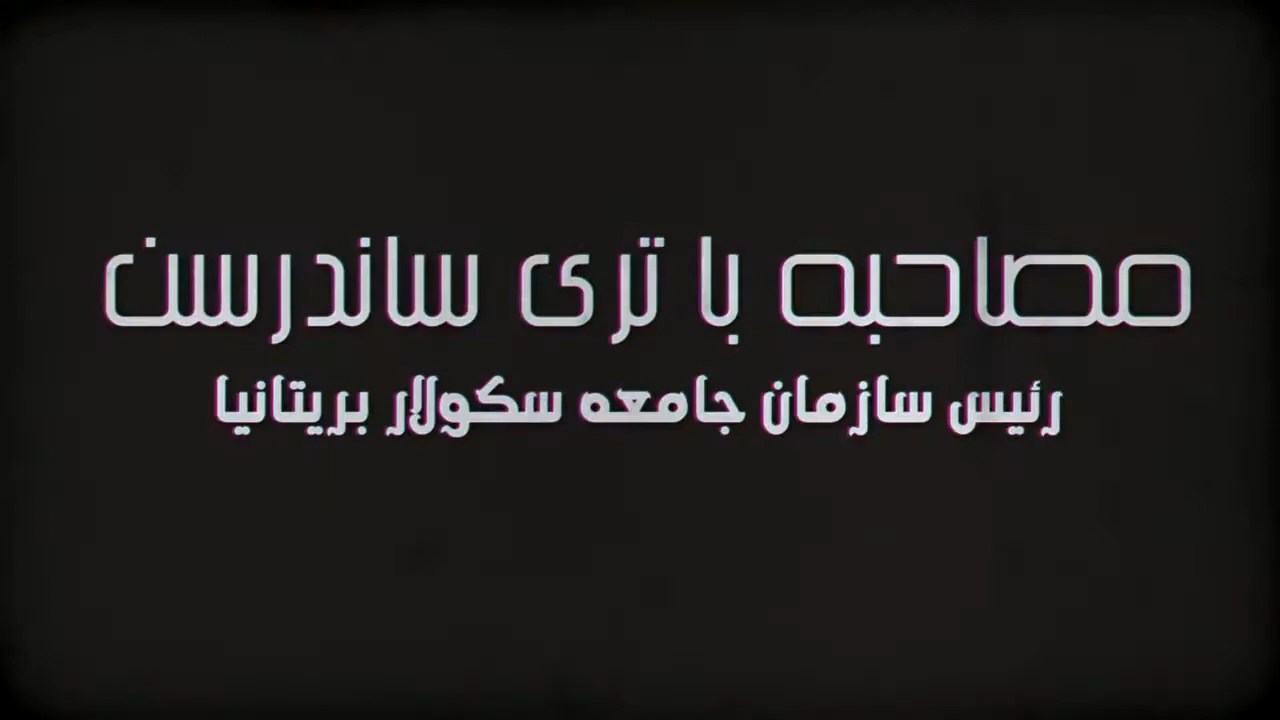 مصاحبه با تری ساندرسن
رئیس سازمان جامعه سکولار بریتانیا